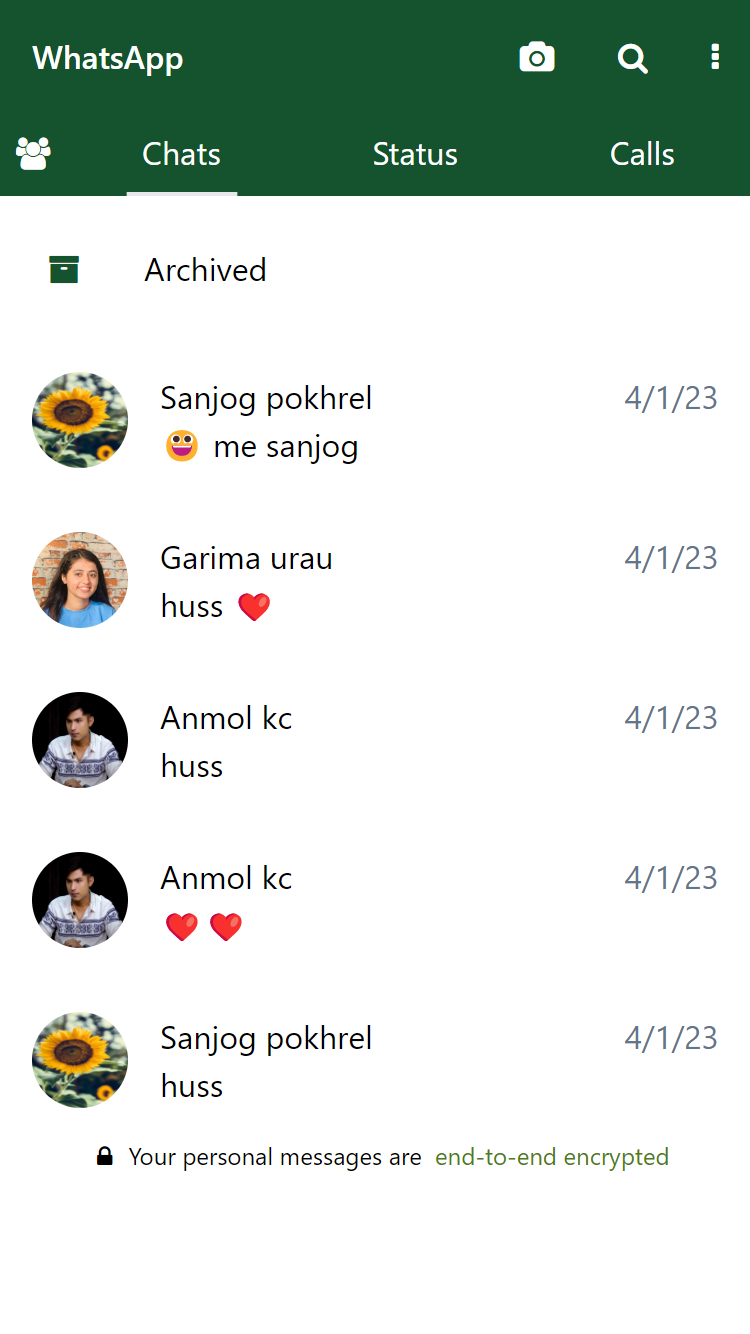 WhatsApp
Chats Status Calls
Archived
Sanjog pokhrel 4/1/23
😀 me sanjog
Garima urau 4/1/23
huss ❤️
Anmol kc 4/1/23
huss
Anmol kc 4/1/23
❤️ ❤️
Sanjog pokhrel 4/1/23
huss
Your personal messages are end-to-end encrypted